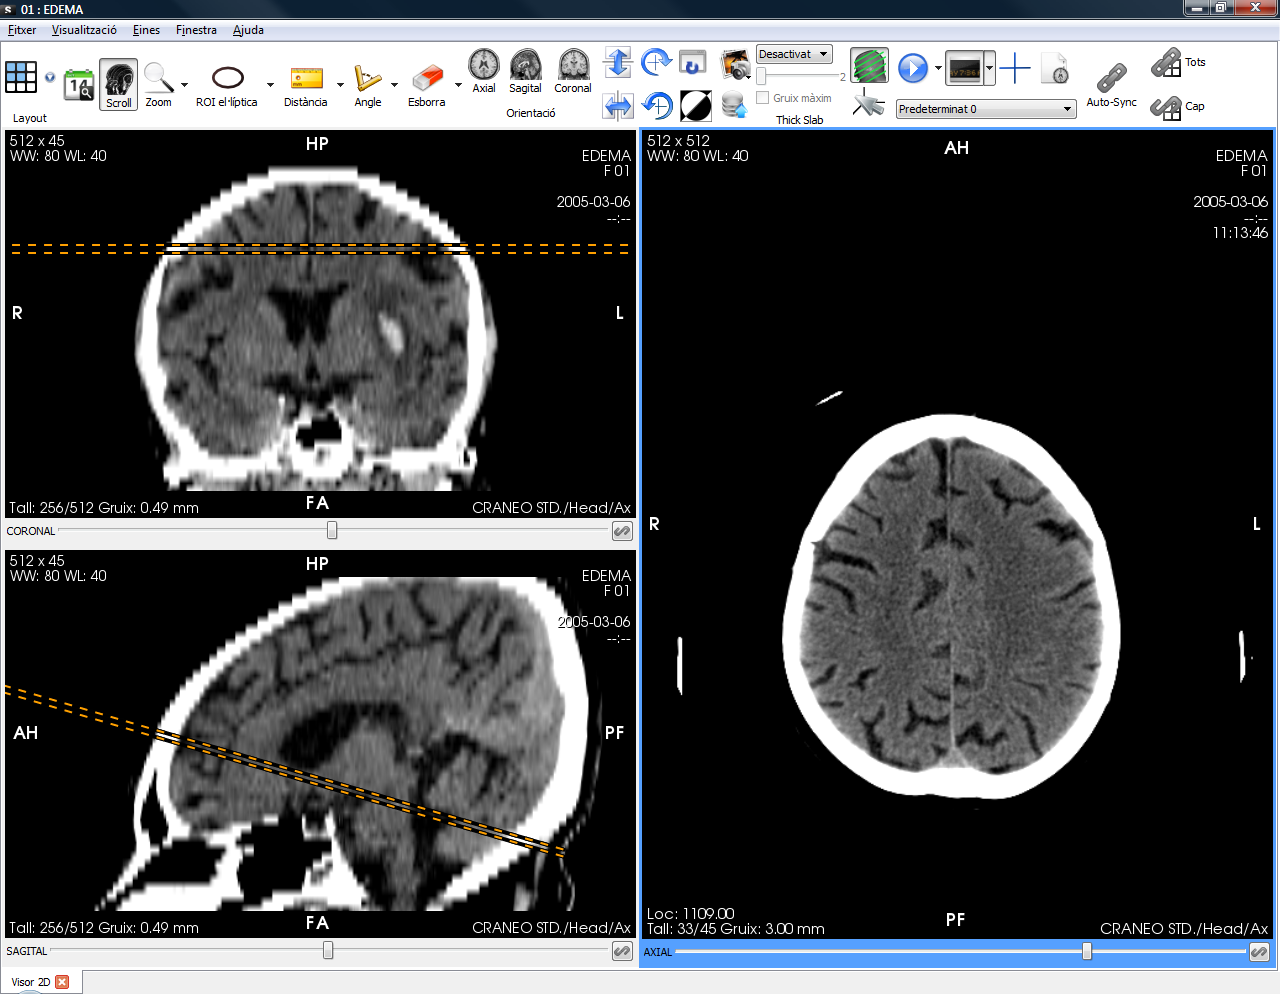 01 : EDEMA
Fitxer Visualització Eines Finestra Ajuda
Layout
14
Scroll
Zoom
ROI el·líptica
Distància
Angle
Esborra
Axial
Sagital
Coronal
Orientació
Desactivat
2
Gruix màxim
Thick Slab
Predeterminat 0
Auto-Sync
Tots
Cap
512 x 45
WW: 80 WL: 40
HP
EDEMA
F 01
2005-03-06
--:--
R
L
Tall: 256/512 Gruix: 0.49 mm
FA
CRANEO STD./Head/Ax
CORONAL
512 x 45
WW: 80 WL: 40
HP
EDEMA
F 01
2005-03-06
--:--
AH
PF
Tall: 256/512 Gruix: 0.49 mm
FA
CRANEO STD./Head/Ax
SAGITAL
512 x 512
WW: 80 WL: 40
AH
EDEMA
F 01
2005-03-06
--:--
11:13:46
R
L
Loc: 1109.00
Tall: 33/45 Gruix: 3.00 mm
PF
CRANEO STD./Head/Ax
AXIAL
Visor 2D